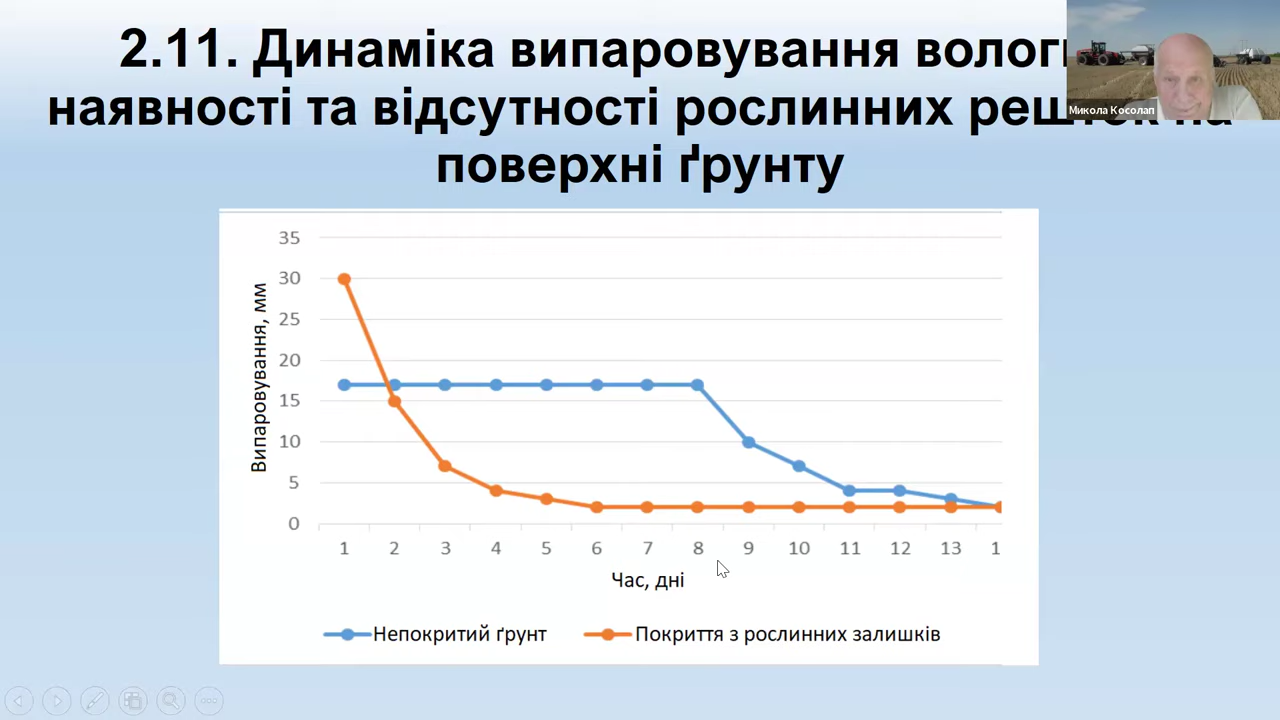 2.11. Динаміка випаровування
наявності та відсутності рослинних
поверхні ґрунту
Микола Косолап
Випаровування, мм
35
30
25
20
15
10
5
0
1 2 3 4 5 6 7 8 9 10 11 12 13 1
Час, дні
Непокритий ґрунт Покриття з рослинних залишків